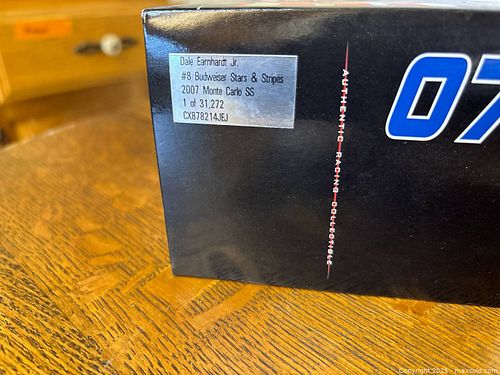 Dale Earnhardt Jr.
#8 Budweiser Stars & Stripes
2007 Monte Carlo SS
1 of 31,272
CX878214JEJ
AUTHENTIC RACING COLLECTIBLE
07
Copyright 2025 - maxsold.com